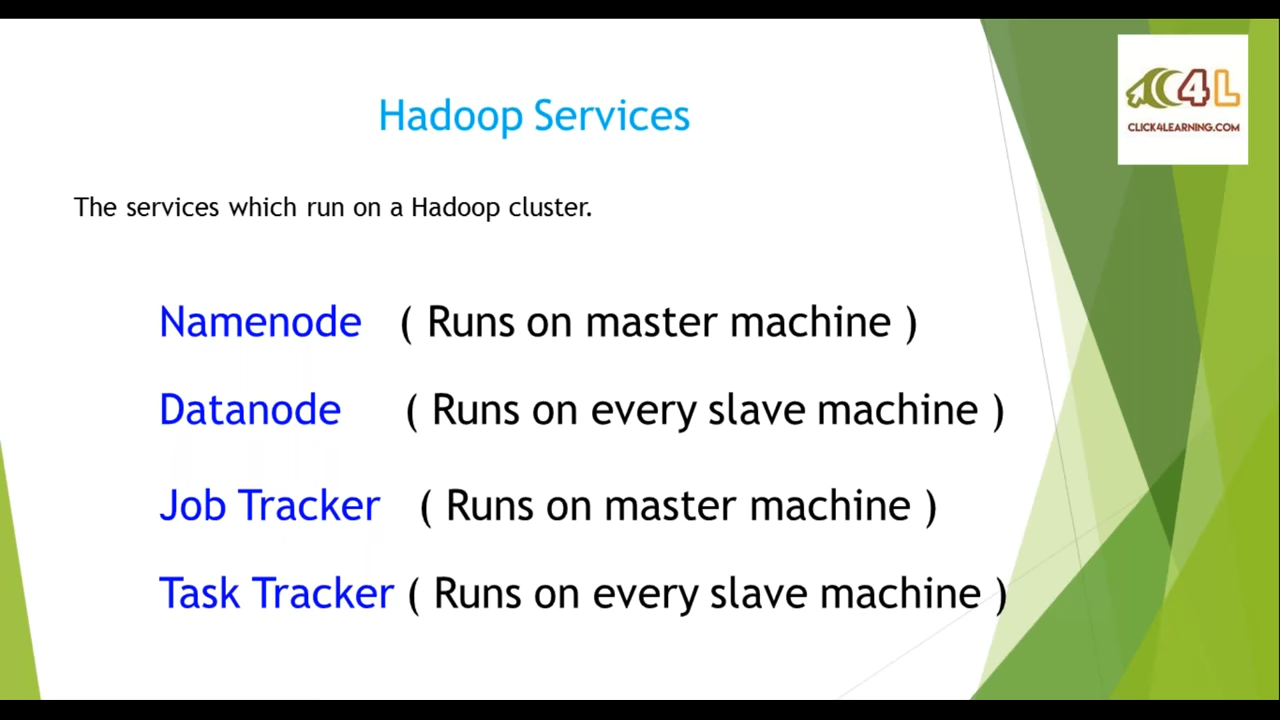 C4L
CLICK4LEARNING.COM
Hadoop Services
The services which run on a Hadoop cluster.
Namenode ( Runs on master machine )
Datanode ( Runs on every slave machine )
Job Tracker ( Runs on master machine )
Task Tracker ( Runs on every slave machine )